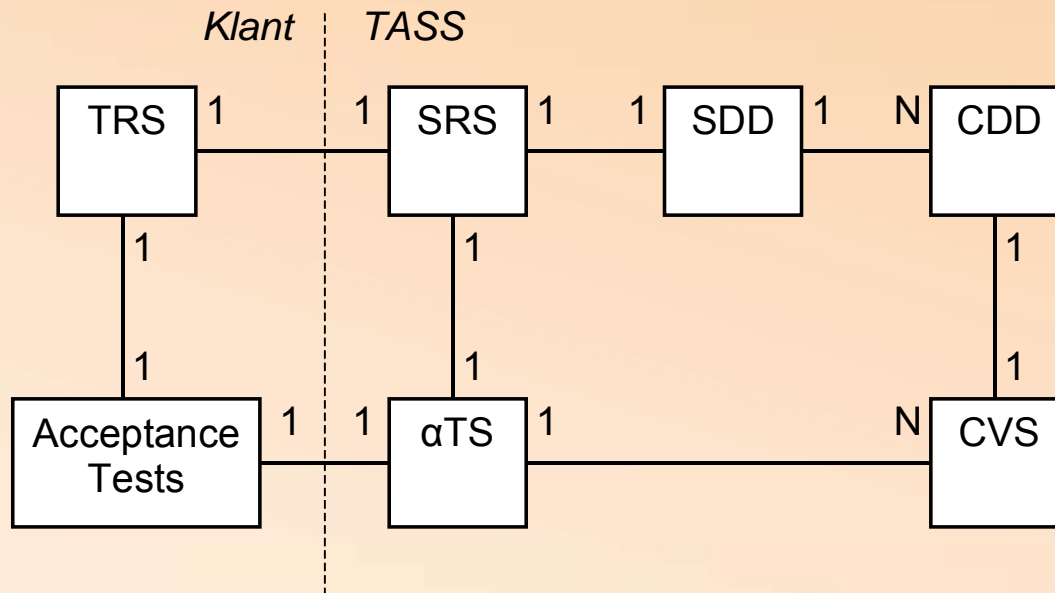 Klant TASS
TRS 1 1 SRS 1 1 SDD 1 N CDD
1 1 1
1 1 1
Acceptance
Tests 1 1 αTS 1 N CVS